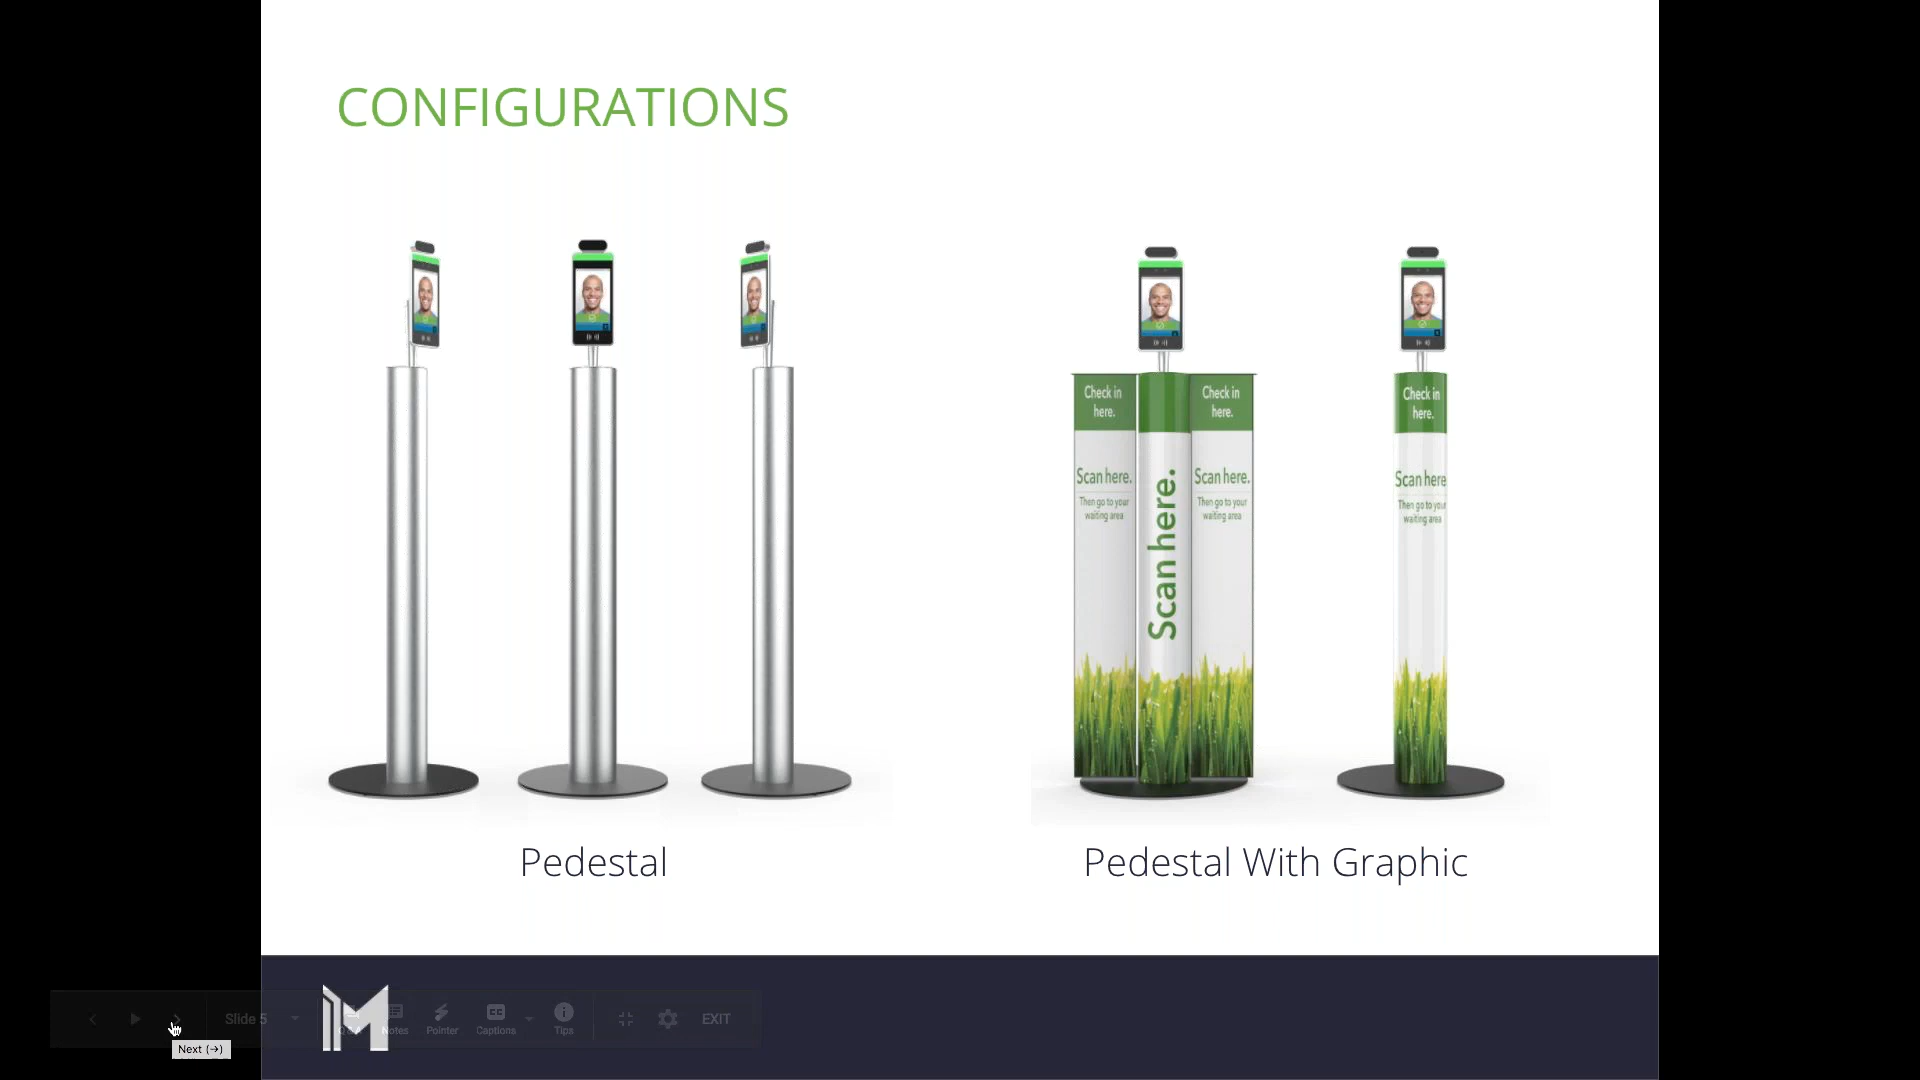 CONFIGURATIONS
Check in
here.
Scan here.
Then go to your
waiting area
Scan here.
Check in
here.
Scan here.
Then go to your
waiting area
Check in
here.
Scan here
Then go to your
waiting area
Pedestal
Pedestal With Graphic
Slide 5
Notes
Pointer
Captions
Tips
EXIT
Next (→)